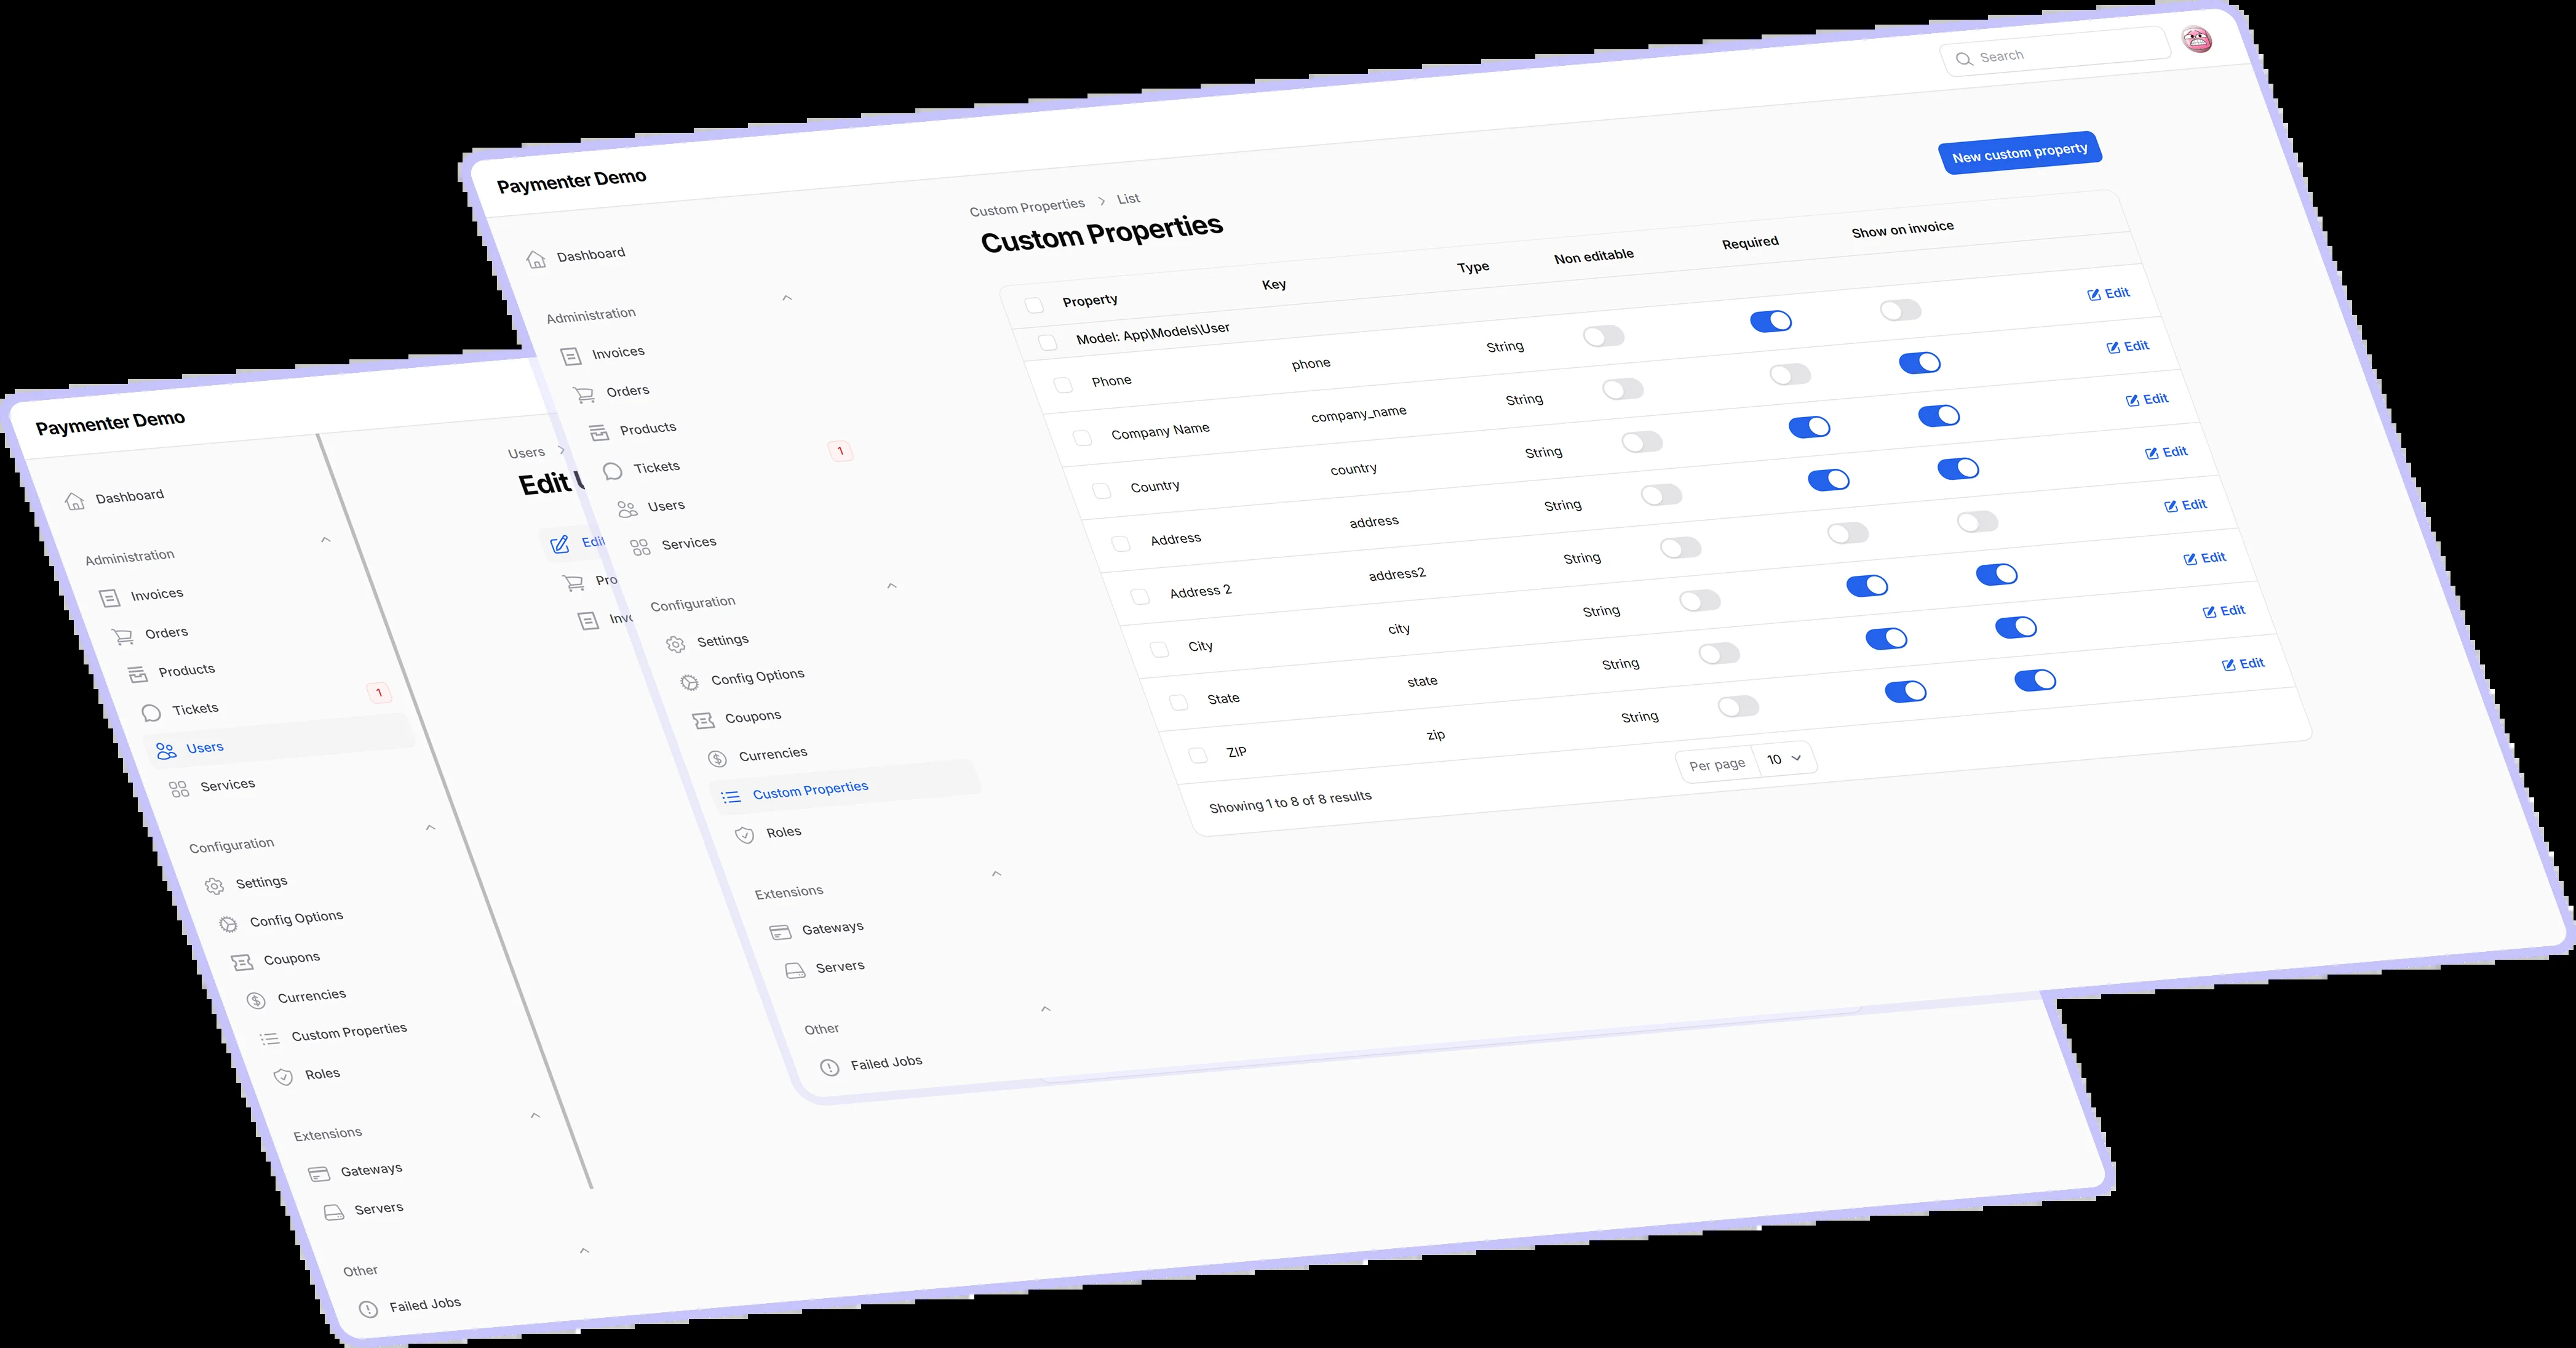 Paymenter Demo
Search
Dashboard
Administration
Invoices
Orders
Products
Tickets
1
Users
Services
Configuration
Settings
Config Options
Coupons
Currencies
Custom Properties
Roles
Extensions
Gateways
Servers
Other
Failed Jobs
Custom Properties > List
Custom Properties
New custom property
Property Key Type Non editable Required Show on invoice
Model: App\Models\User
Phone phone String Edit
Company Name company_name String Edit
Country country String Edit
Address address String Edit
Address 2 address2 String Edit
City city String Edit
State state String Edit
ZIP zip String Edit
Showing 1 to 8 of 8 results
Per page 10
Paymenter Demo
Dashboard
Administration
Invoices
Orders
Products
Tickets
1
Users
Services
Configuration
Settings
Config Options
Coupons
Currencies
Custom Properties
Roles
Extensions
Gateways
Servers
Other
Failed Jobs
Users >
Edit
Edit
Pro
Inv